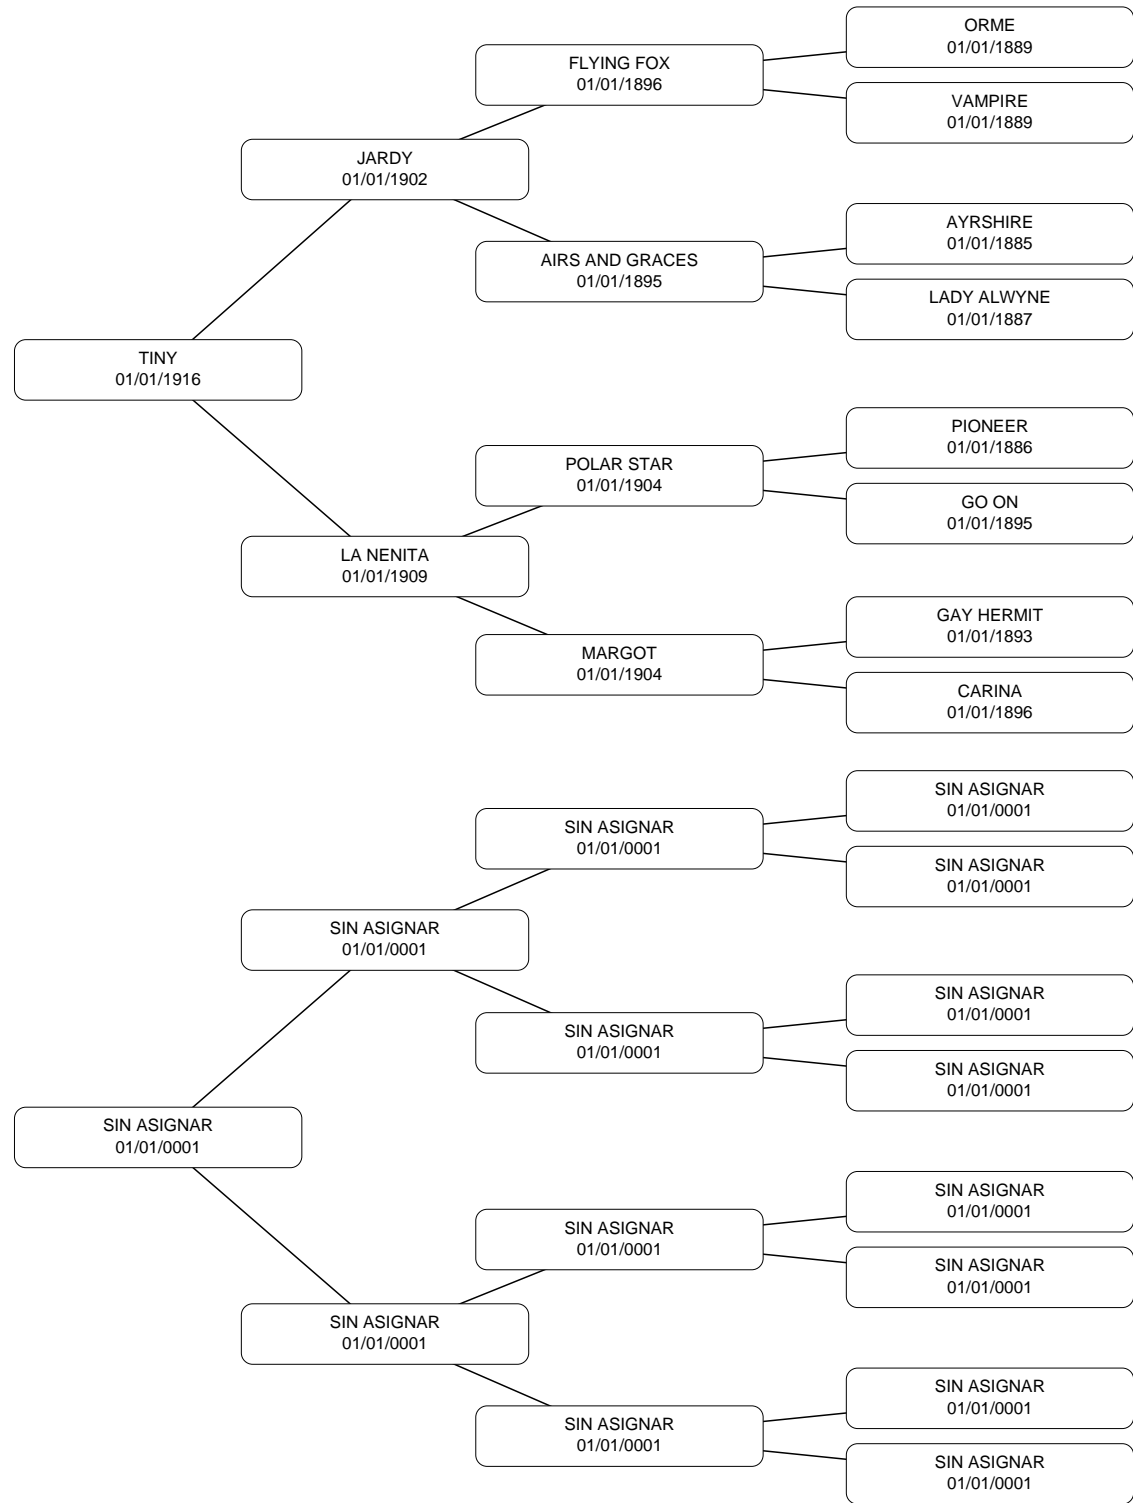 ORME
01/01/1889
FLYING FOX
01/01/1896
VAMPIRE
01/01/1889
JARDY
01/01/1902
AYRSHIRE
01/01/1885
AIRS AND GRACES
01/01/1895
LADY ALWYNE
01/01/1887
TINY
01/01/1916
PIONEER
01/01/1886
POLAR STAR
01/01/1904
GO ON
01/01/1895
LA NENITA
01/01/1909
GAY HERMIT
01/01/1893
MARGOT
01/01/1904
CARINA
01/01/1896
SIN ASIGNAR
01/01/0001
SIN ASIGNAR
01/01/0001
SIN ASIGNAR
01/01/0001
SIN ASIGNAR
01/01/0001
SIN ASIGNAR
01/01/0001
SIN ASIGNAR
01/01/0001
SIN ASIGNAR
01/01/0001
SIN ASIGNAR
01/01/0001
SIN ASIGNAR
01/01/0001
SIN ASIGNAR
01/01/0001
SIN ASIGNAR
01/01/0001
SIN ASIGNAR
01/01/0001
SIN ASIGNAR
01/01/0001
SIN ASIGNAR
01/01/0001
SIN ASIGNAR
01/01/0001